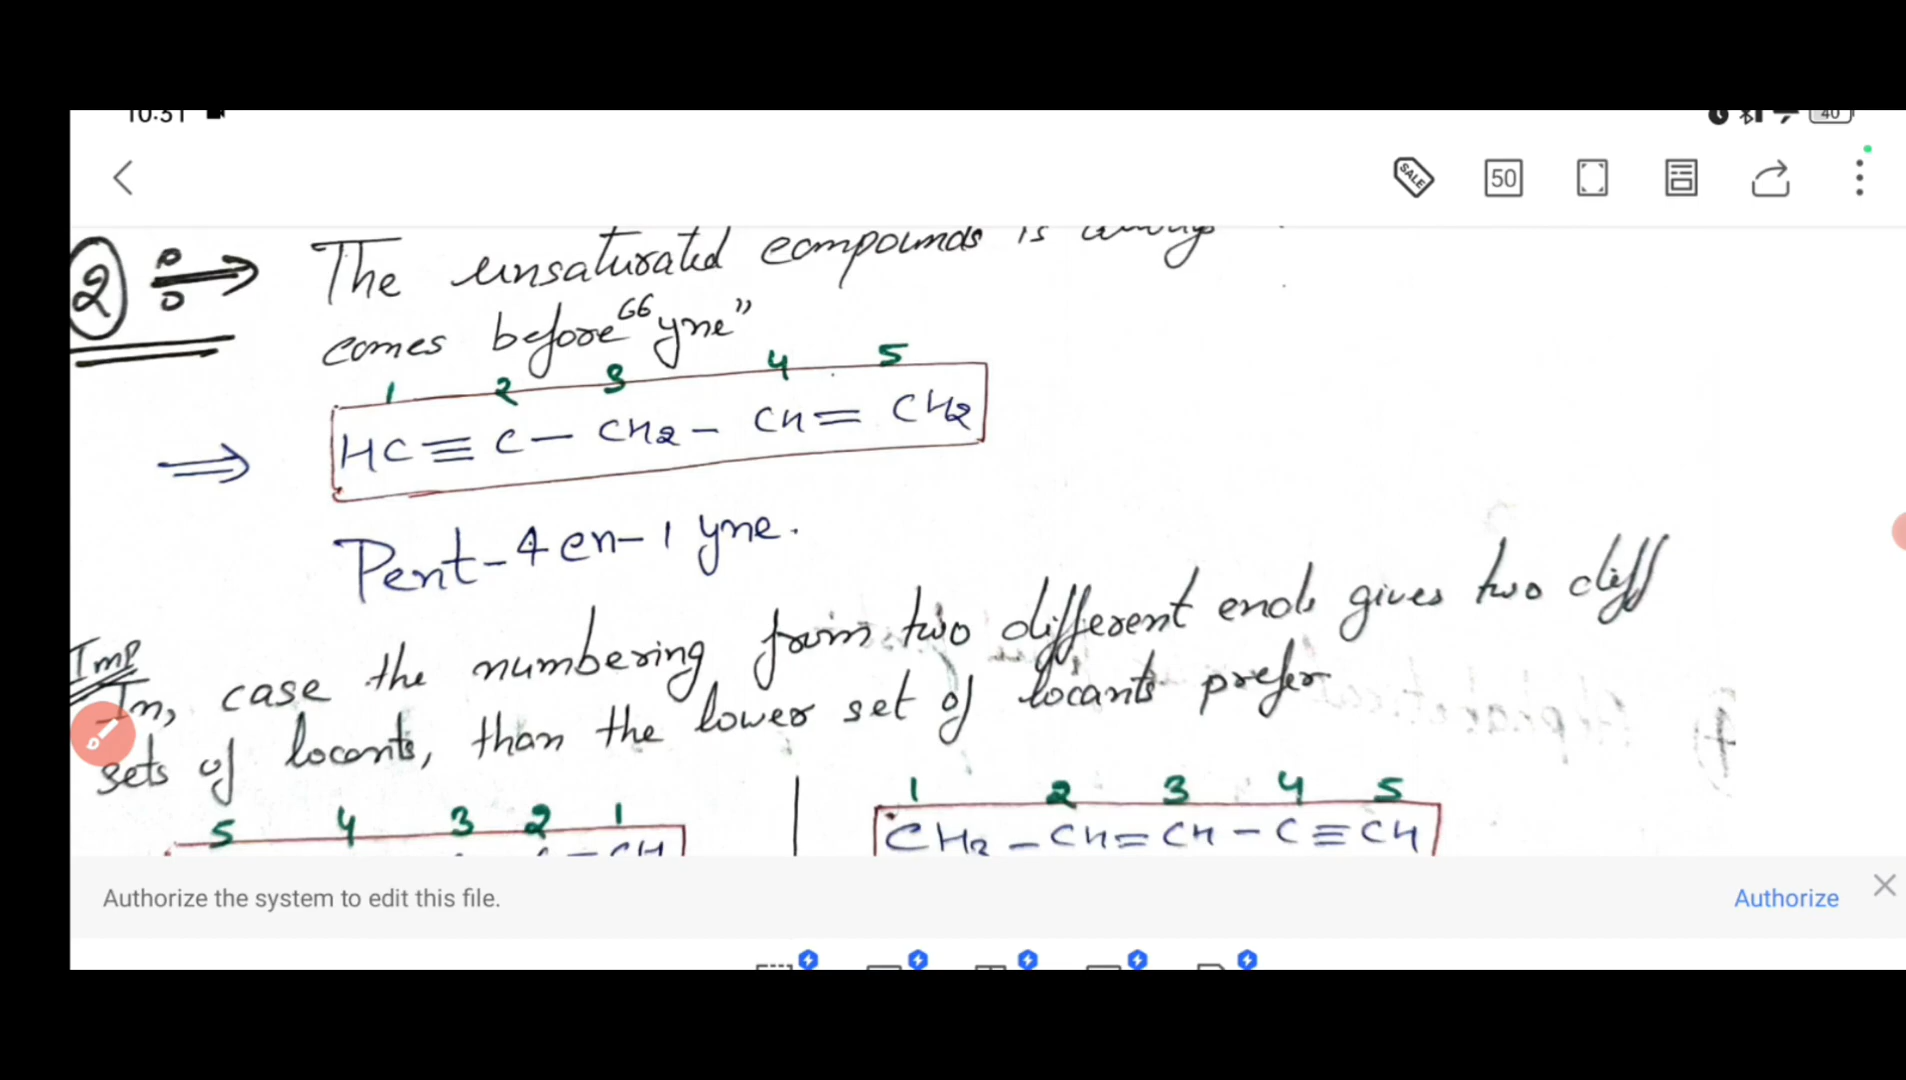 10:51
40
SALE
50
2 The unsaturated compounds is
comes before "yne"
1 2 3 4 5
HC ≡ C – CH2 – CH = CH2
Pent-4en-1 yne.
Imp
In, case the numbering from two different ends gives two diff
sets of locants, than the lower set of locants prefer
5 4 3 2 1
1 2 3 4 5
CH3 – CH = CH – C ≡ CH
Authorize the system to edit this file.
Authorize